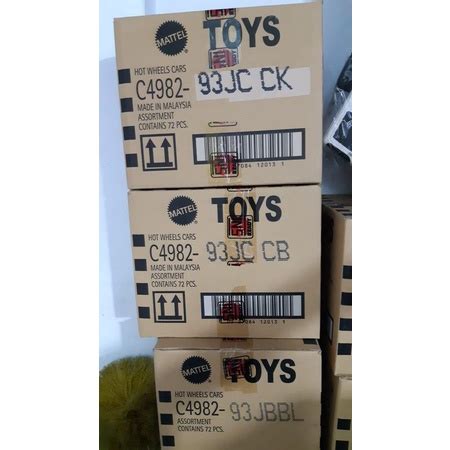 MATTEL TOYS
HOT WHEELS CARS
C4982- 93JC CK
MADE IN MALAYSIA
ASSORTMENT
CONTAINS 72 PCS.
MATTEL TOYS
HOT WHEELS CARS
C4982- 93JC CB
MADE IN MALAYSIA
ASSORTMENT
CONTAINS 72 PCS.
MATTEL TOYS
HOT WHEELS CARS
C4982- 93JBBL
ASSORTMENT
CONTAINS 72 PCS.